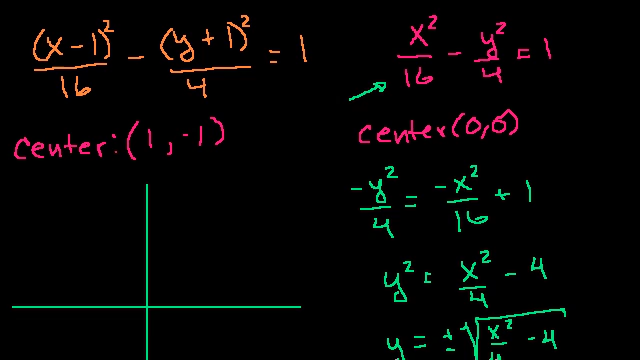 (x-1)²/16 - (y+1)²/4 = 1
center: (1, -1)
x²/16 - y²/4 = 1
center (0,0)
-y²/4 = -x²/16 + 1
y² = x²/4 - 4
y = ±√(x²/4 - 4)